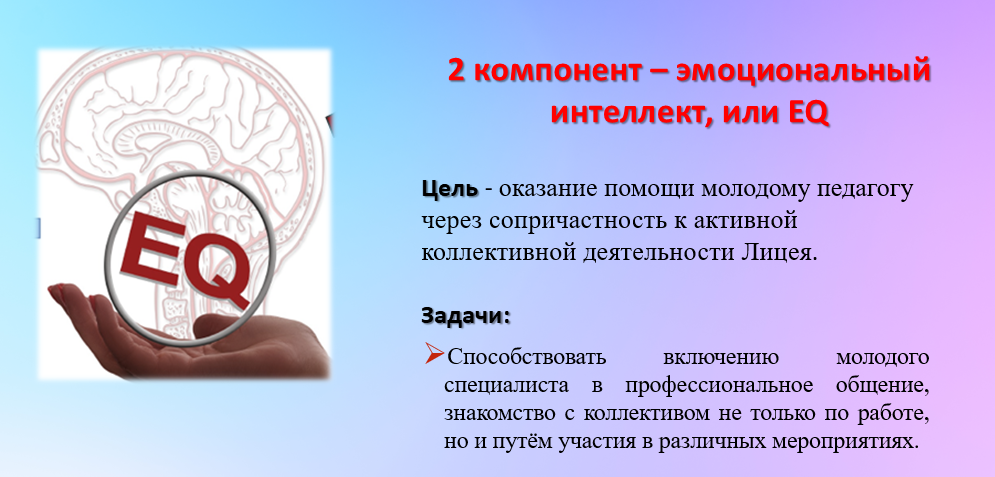 2 компонент – эмоциональный
интеллект, или EQ
EQ
Цель - оказание помощи молодому педагогу
через сопричастность к активной
коллективной деятельности Лицея.
Задачи:
Способствовать включению молодого
специалиста в профессиональное общение,
знакомство с коллективом не только по работе,
но и путём участия в различных мероприятиях.